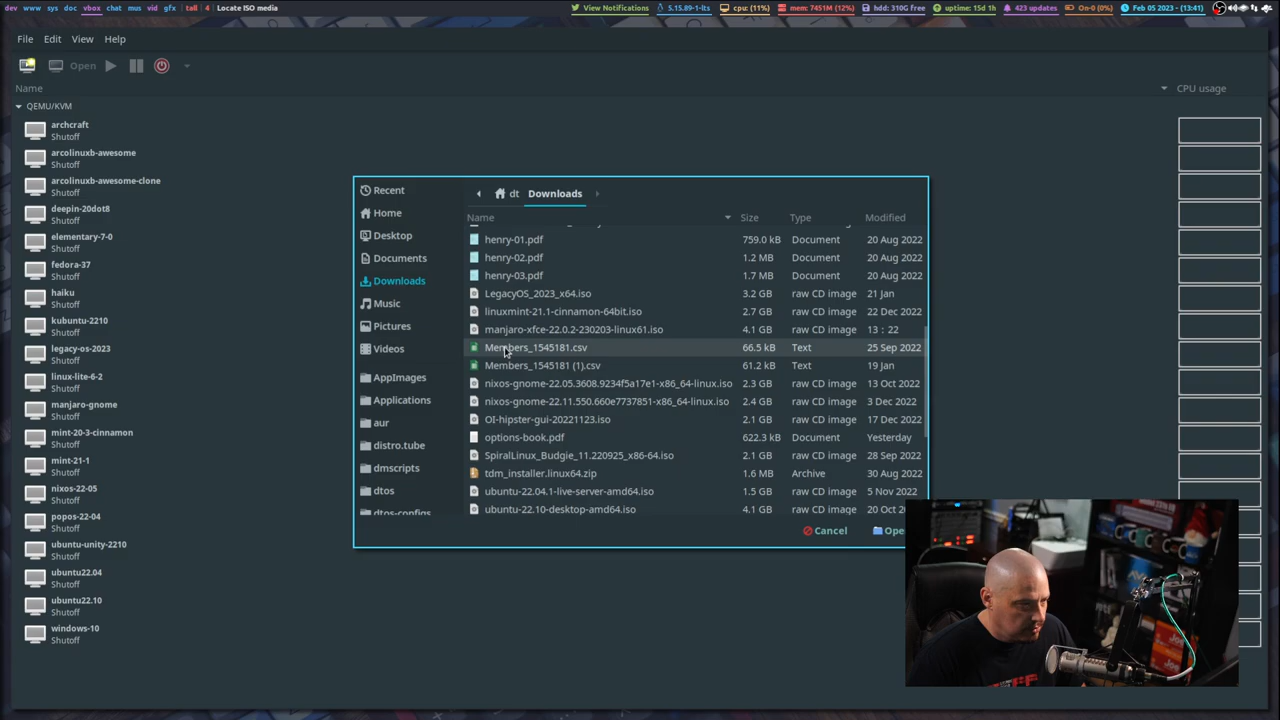 dev www sys doc vbox chat mus vid gfx | tall | 4 | Locate ISO media
View Notifications 5.15.89-1-lts cpu: (11%) mem: 7451M (12%) hdd: 310G free uptime: 15d 1h 423 updates On-0 (0%) Feb 05 2023 - (13:41)
File Edit View Help
Open
Name CPU usage
QEMU/KVM
archcraft
Shutoff
arcolinuxb-awesome
Shutoff
arcolinuxb-awesome-clone
Shutoff
deepin-20dot8
Shutoff
elementary-7-0
Shutoff
fedora-37
Shutoff
haiku
Shutoff
kubuntu-2210
Shutoff
legacy-os-2023
Shutoff
linux-lite-6-2
Shutoff
manjaro-gnome
Shutoff
mint-20-3-cinnamon
Shutoff
mint-21-1
Shutoff
nixos-22-05
Shutoff
popos-22-04
Shutoff
ubuntu-unity-2210
Shutoff
ubuntu22.04
Shutoff
ubuntu22.10
Shutoff
windows-10
Shutoff
Recent
Home
Desktop
Documents
Downloads
Music
Pictures
Videos
AppImages
Applications
aur
distro.tube
dmscripts
dtos
dtos-configs
dt Downloads
Name Size Type Modified
henry-01.pdf 759.0 kB Document 20 Aug 2022
henry-02.pdf 1.2 MB Document 20 Aug 2022
henry-03.pdf 1.7 MB Document 20 Aug 2022
LegacyOS_2023_x64.iso 3.2 GB raw CD image 21 Jan
linuxmint-21.1-cinnamon-64bit.iso 2.7 GB raw CD image 22 Dec 2022
manjaro-xfce-22.0.2-230203-linux61.iso 4.1 GB raw CD image 13 : 22
Members_1545181.csv 66.5 kB Text 25 Sep 2022
Members_1545181 (1).csv 61.2 kB Text 19 Jan
nixos-gnome-22.05.3608.9234f5a17e1-x86_64-linux.iso 2.3 GB raw CD image 13 Oct 2022
nixos-gnome-22.11.550.660e7737851-x86_64-linux.iso 2.4 GB raw CD image 3 Dec 2022
OI-hipster-gui-20221123.iso 2.1 GB raw CD image 17 Dec 2022
options-book.pdf 622.3 kB Document Yesterday
SpiralLinux_Budgie_11.220925_x86-64.iso 2.1 GB raw CD image 28 Sep 2022
tdm_installer.linux64.zip 1.6 MB Archive 30 Aug 2022
ubuntu-22.04.1-live-server-amd64.iso 1.5 GB raw CD image 5 Nov 2022
ubuntu-22.10-desktop-amd64.iso 4.1 GB raw CD image 20 Oct
Cancel